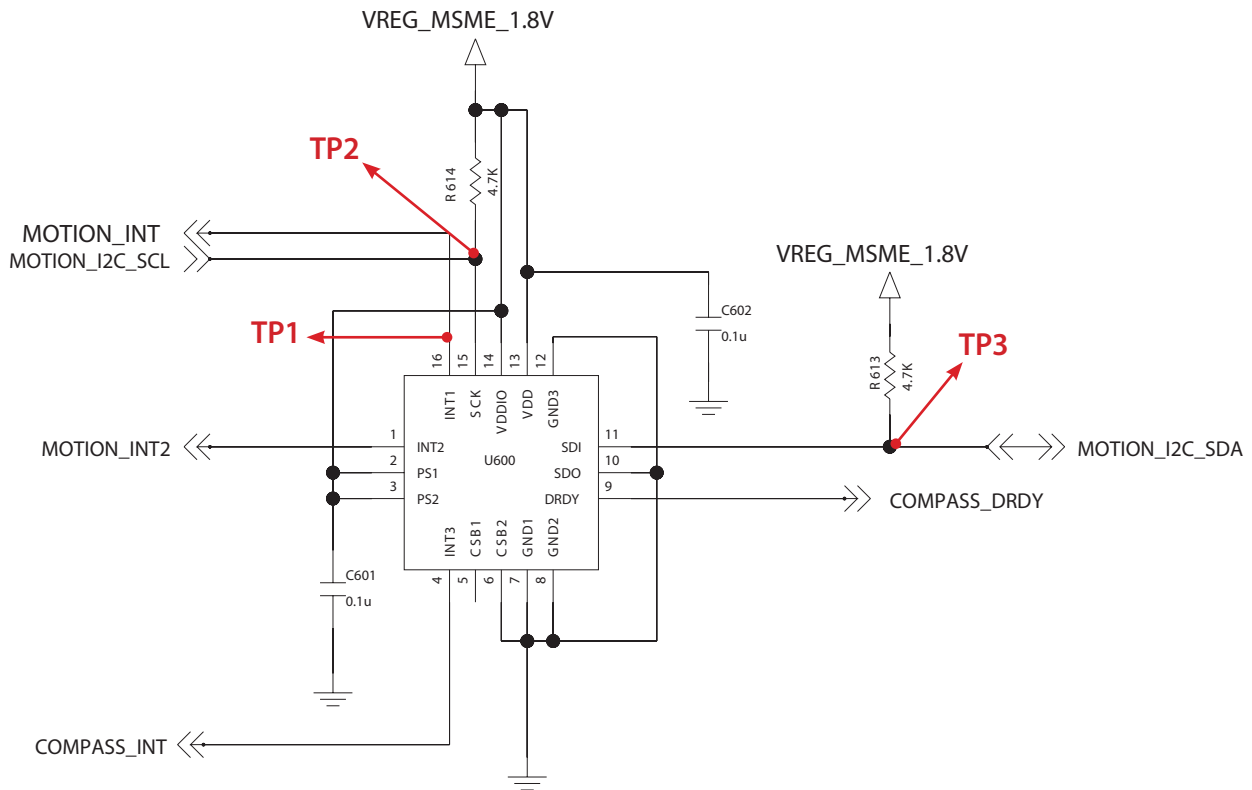 VREG_MSME_1.8V
TP2
R614
4.7K
MOTION_INT
MOTION_I2C_SCL
VREG_MSME_1.8V
C602
0.1u
TP1
TP3
R613
4.7K
16
15
14
13
12
INT1
SCK
VDDIO
VDD
GND3
MOTION_INT2
1
INT2
SDI
11
MOTION_I2C_SDA
2
PS1
U600
SDO
10
3
PS2
DRDY
9
COMPASS_DRDY
INT3
CSB1
CSB2
GND1
GND2
4
5
6
7
8
C601
0.1u
COMPASS_INT